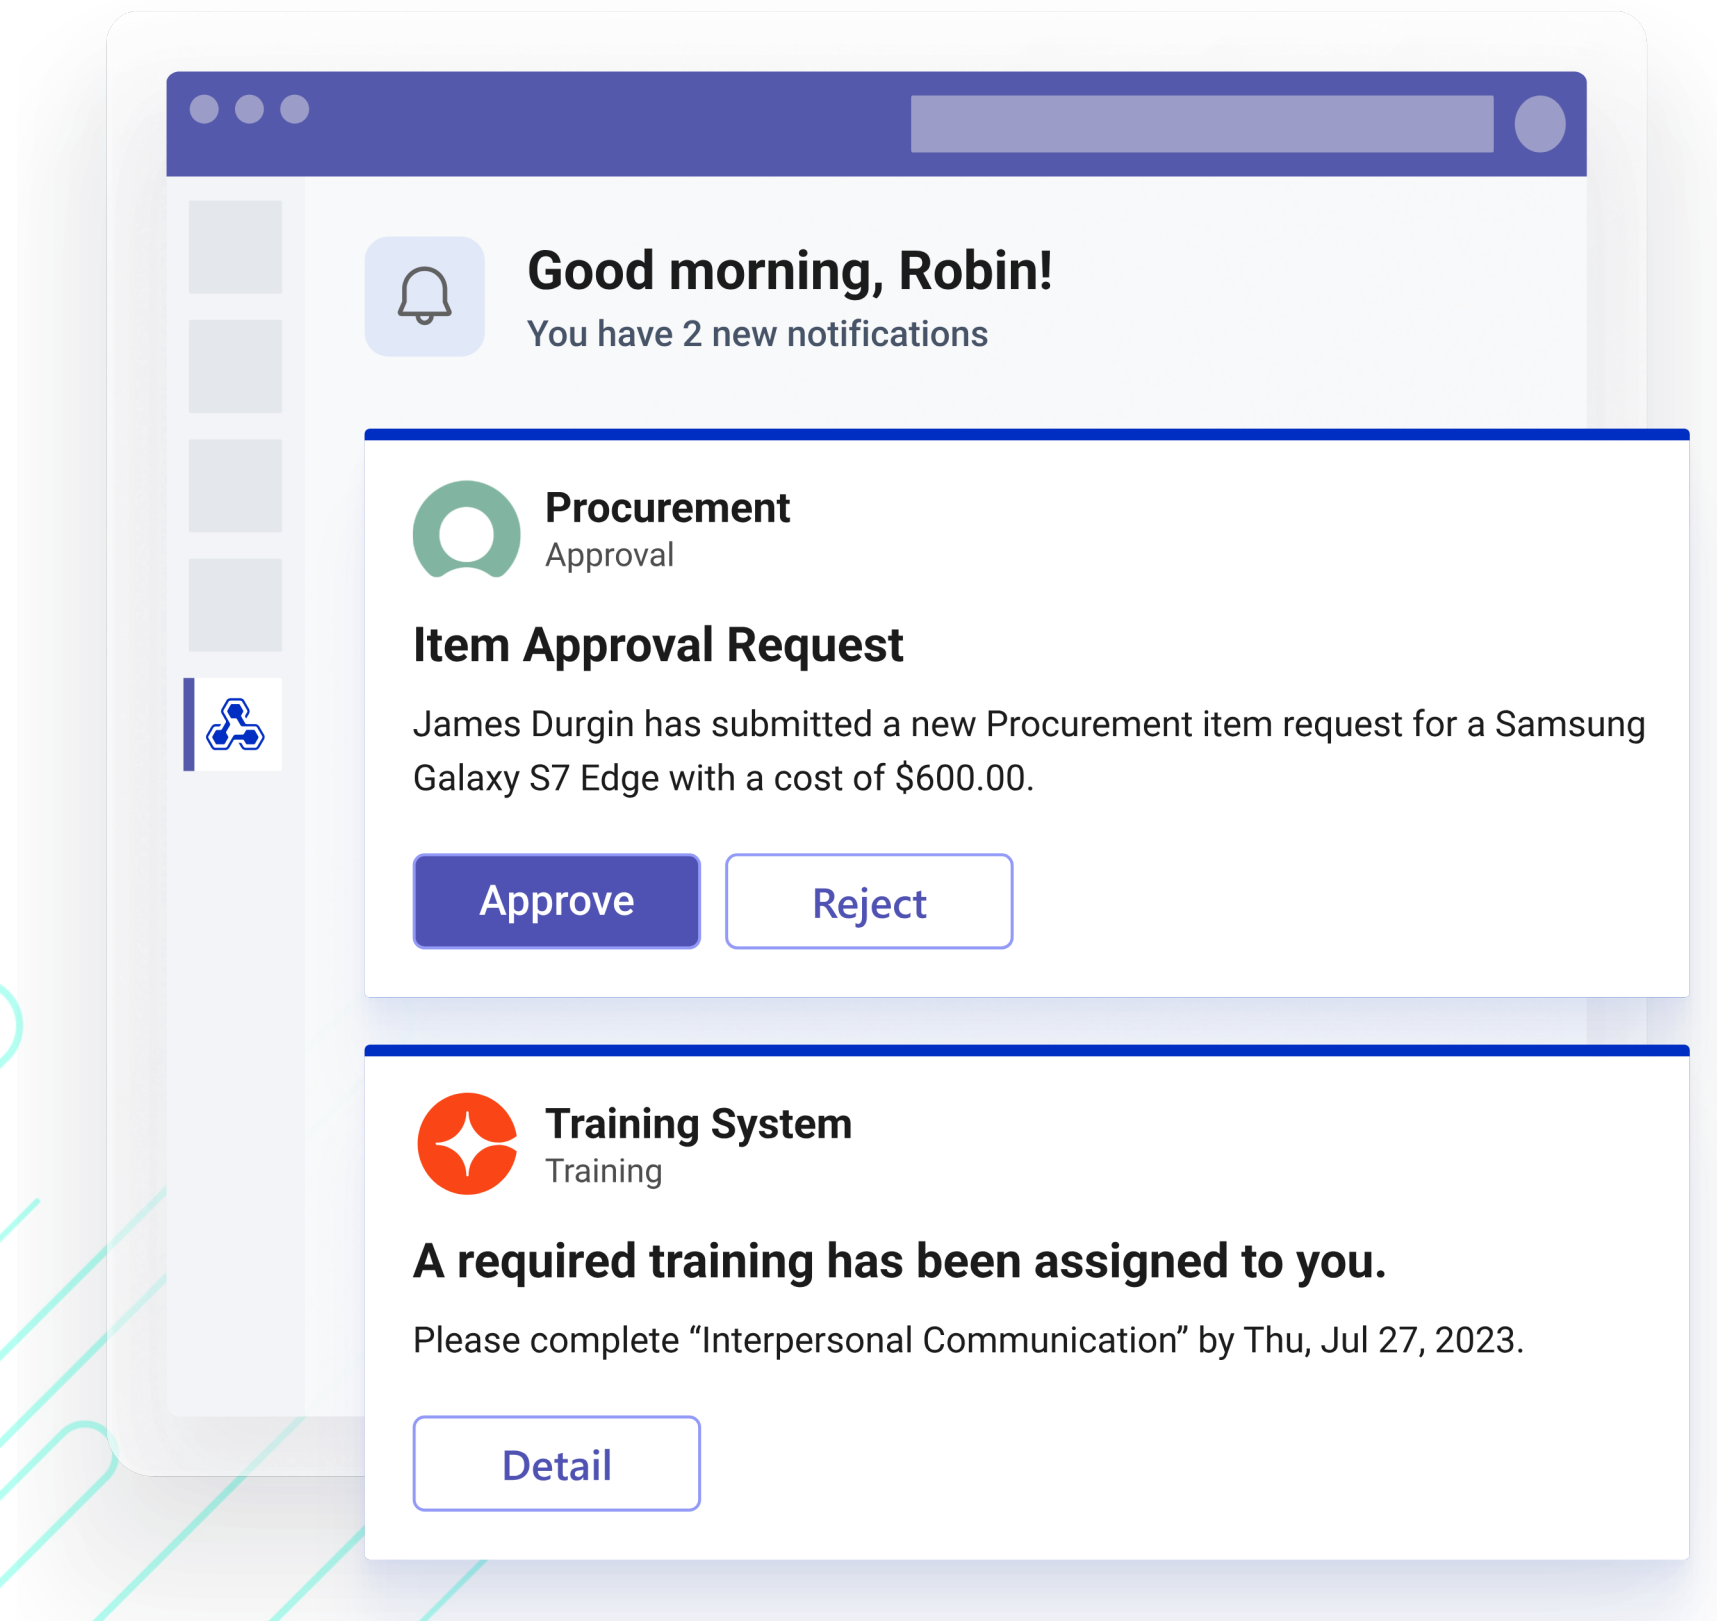 Good morning, Robin!
You have 2 new notifications
Procurement
Approval
Item Approval Request
James Durgin has submitted a new Procurement item request for a Samsung
Galaxy S7 Edge with a cost of $600.00.
Approve
Reject
Training System
Training
A required training has been assigned to you.
Please complete “Interpersonal Communication” by Thu, Jul 27, 2023.
Detail